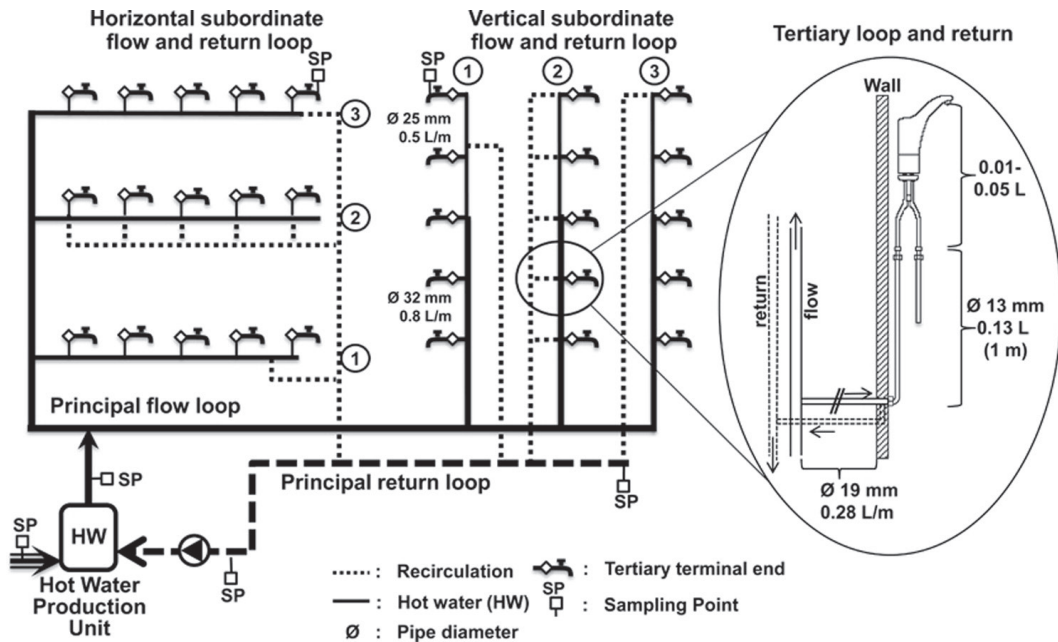 Horizontal subordinate
flow and return loop
SP
3
2
1
Vertical subordinate
flow and return loop
SP
1
2
3
Ø 25 mm
0.5 L/m
Ø 32 mm
0.8 L/m
Tertiary loop and return
Wall
0.01-
0.05 L
return
flow
Ø 13 mm
0.13 L
(1 m)
Ø 19 mm
0.28 L/m
Principal flow loop
Principal return loop
SP
SP
SP
HW
SP
Hot Water
Production
Unit
: Recirculation
: Hot water (HW)
Ø : Pipe diameter
: Tertiary terminal end
SP : Sampling Point